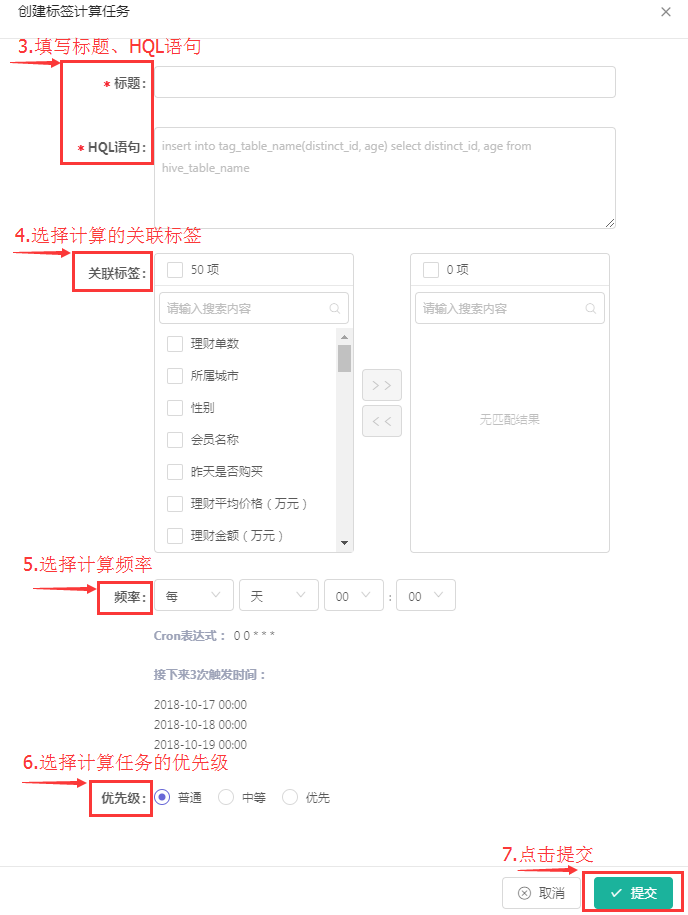 创建标签计算任务
3.填写标题、HQL语句
* 标题:
* HQL语句:
insert into tag_table_name(distinct_id, age) select distinct_id, age from
hive_table_name
4.选择计算的关联标签
关联标签:
50 项
0 项
请输入搜索内容
请输入搜索内容
理财单数
所属城市
性别
会员名称
昨天是否购买
理财平均价格（万元）
理财金额（万元）
> >
< <
无匹配结果
5.选择计算频率
频率: 每 天 00 : 00
Cron表达式： 0 0 * * *
接下来3次触发时间：
2018-10-17 00:00
2018-10-18 00:00
2018-10-19 00:00
6.选择计算任务的优先级
优先级: 普通 中等 优先
7.点击提交
取消 提交